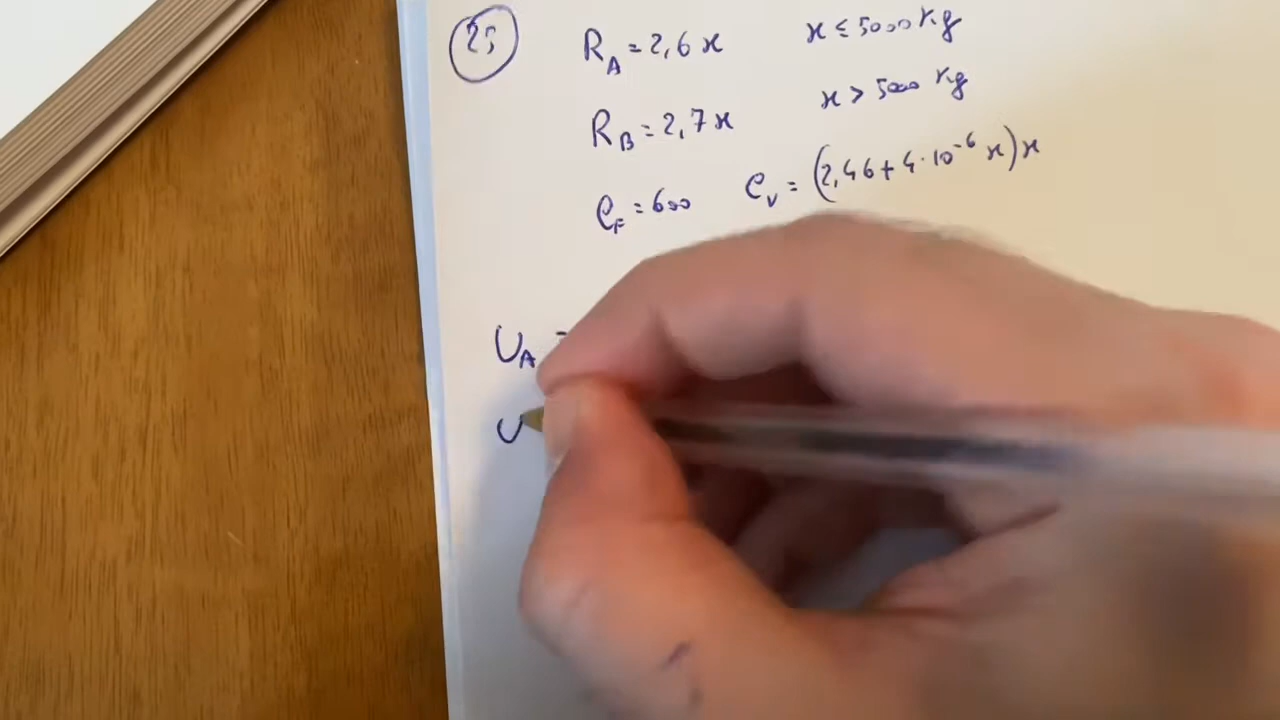 25 R_A = 2,6 x x ≤ 5000 kg
R_B = 2,7 x x > 5000 kg
C_F = 600 C_V = (2,46 + 4 · 10^-6 x) x
U_A =
U